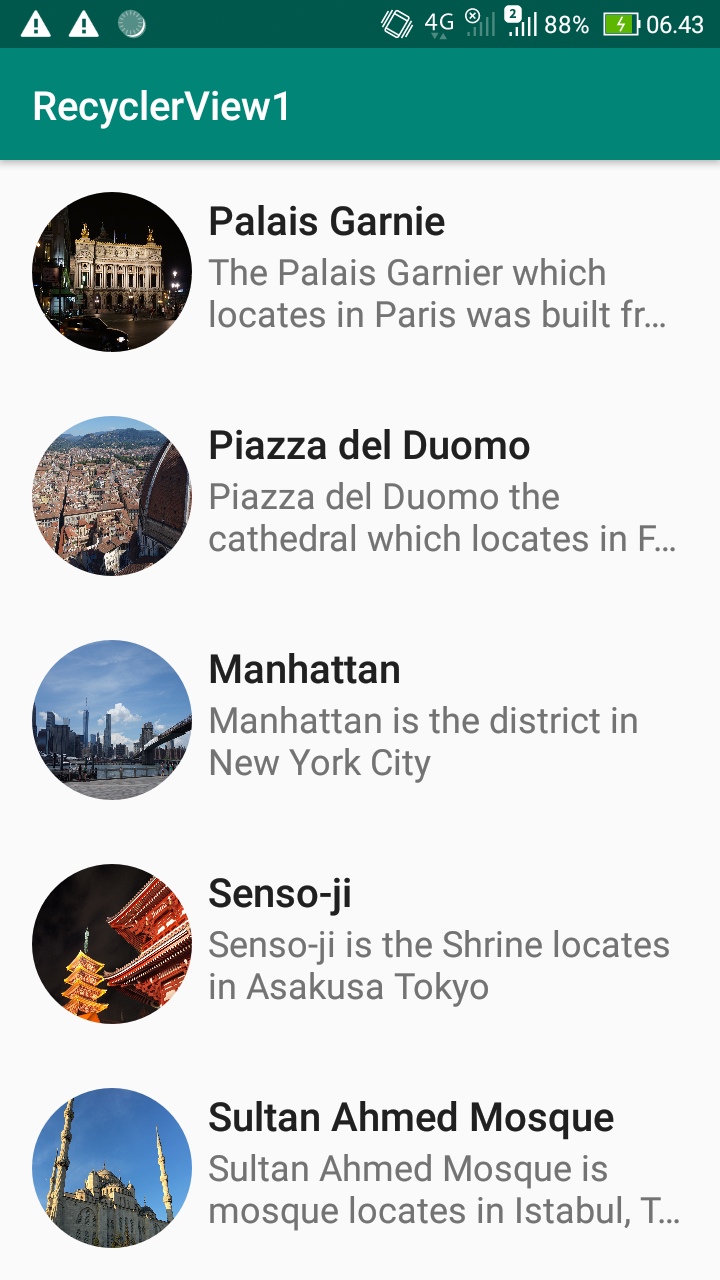 4G 2 88% 06.43
RecyclerView1
Palais Garnie
The Palais Garnier which
locates in Paris was built fr...
Piazza del Duomo
Piazza del Duomo the
cathedral which locates in F...
Manhattan
Manhattan is the district in
New York City
Senso-ji
Senso-ji is the Shrine locates
in Asakusa Tokyo
Sultan Ahmed Mosque
Sultan Ahmed Mosque is
mosque locates in Istabul, T...